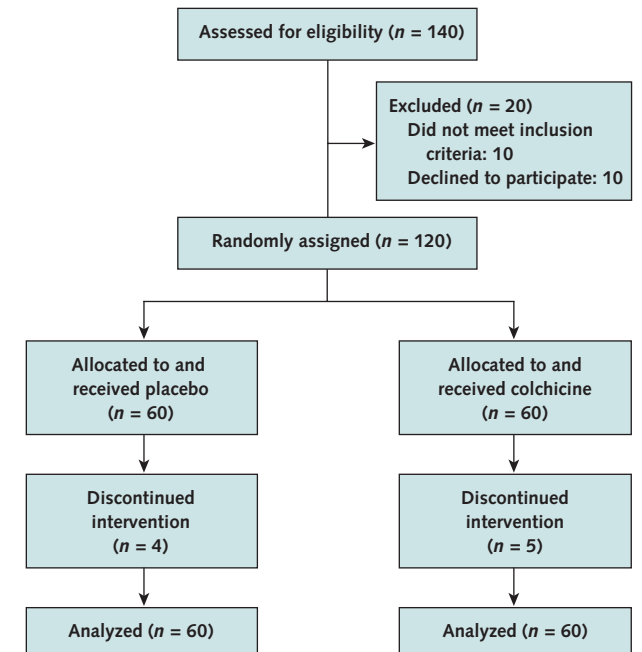 Assessed for eligibility (n = 140)
Excluded (n = 20)
Did not meet inclusion
criteria: 10
Declined to participate: 10
Randomly assigned (n = 120)
Allocated to and
received placebo
(n = 60)
Allocated to and
received colchicine
(n = 60)
Discontinued
intervention
(n = 4)
Discontinued
intervention
(n = 5)
Analyzed (n = 60)
Analyzed (n = 60)